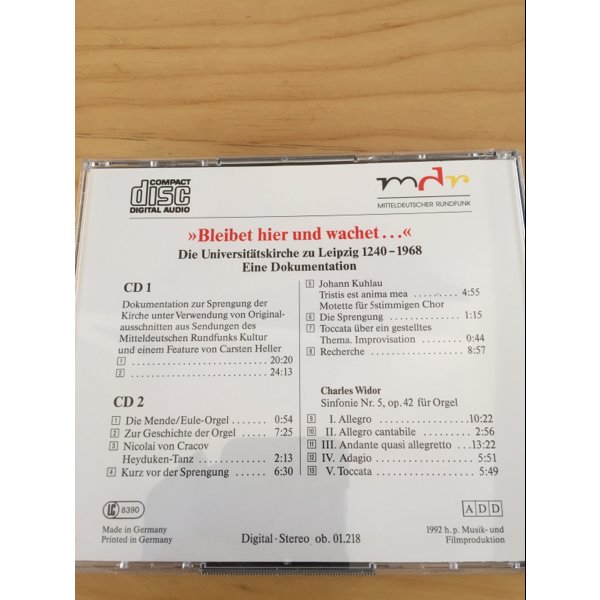 COMPACT
disc
DIGITAL AUDIO
mdr
MITTELDEUTSCHER RUNDFUNK
»Bleibet hier und wachet...«
Die Universitätskirche zu Leipzig 1240–1968
Eine Dokumentation
CD 1
Dokumentation zur Sprengung der
Kirche unter Verwendung von Original-
ausschnitten aus Sendungen des
Mitteldeutschen Rundfunks Kultur
und einem Feature von Carsten Heller
1 .......... 20:20
2 .......... 24:13
CD 2
1 Die Mende/Eule-Orgel ...... 0:54
2 Zur Geschichte der Orgel .... 7:25
3 Nicolai von Cracov
Heyduken-Tanz .......... 2:13
4 Kurz vor der Sprengung ...... 6:30
5 Johann Kuhlau
Tristis est anima mea ........ 4:55
Motette für 5stimmigen Chor
6 Die Sprengung ............ 1:15
7 Toccata über ein gestelltes
Thema. Improvisation ....... 0:44
8 Recherche ............... 8:57
Charles Widor
Sinfonie Nr. 5, op. 42 für Orgel
9 I. Allegro ............... 10:22
10 II. Allegro cantabile ........ 2:56
11 III. Andante quasi allegretto ... 13:22
12 IV. Adagio ............... 5:51
13 V. Toccata ............... 5:49
LC 8390
Made in Germany
Printed in Germany
Digital-Stereo ob. 01.218
ADD
1992 h. p. Musik- und
Filmproduktion